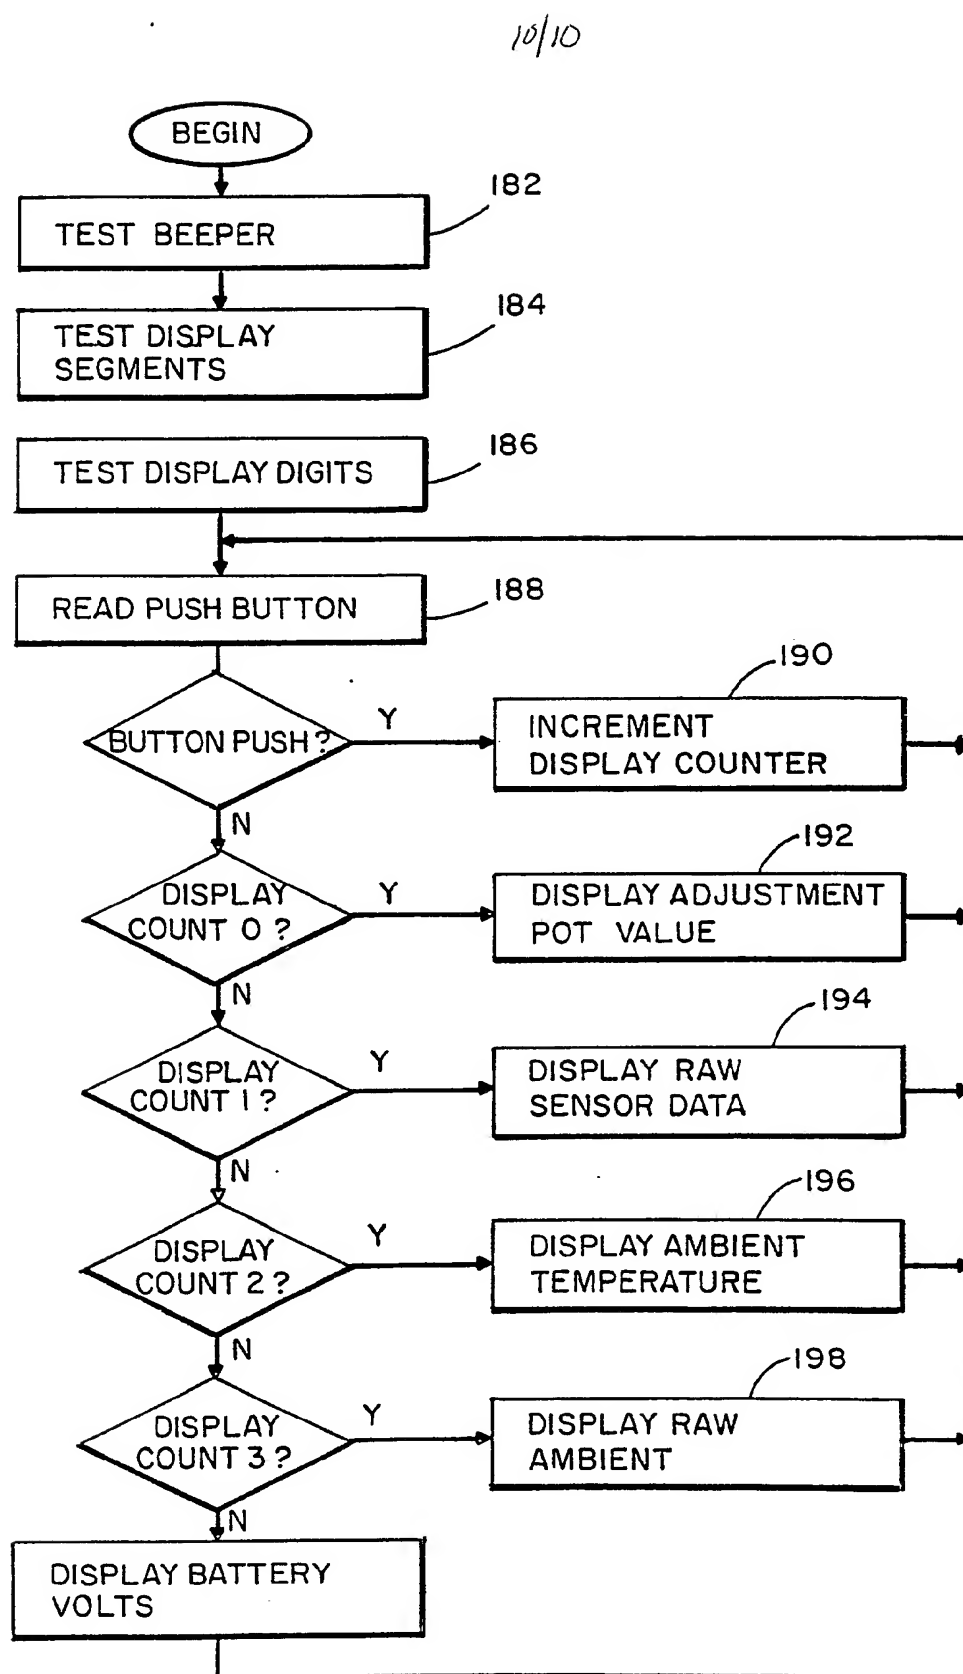 10/10
BEGIN
182
TEST BEEPER
184
TEST DISPLAY
SEGMENTS
186
TEST DISPLAY DIGITS
188
READ PUSH BUTTON
190
BUTTON PUSH?
Y
INCREMENT
DISPLAY COUNTER
N
192
DISPLAY
COUNT 0?
Y
DISPLAY ADJUSTMENT
POT VALUE
N
194
DISPLAY
COUNT 1?
Y
DISPLAY RAW
SENSOR DATA
N
196
DISPLAY
COUNT 2?
Y
DISPLAY AMBIENT
TEMPERATURE
N
198
DISPLAY
COUNT 3?
Y
DISPLAY RAW
AMBIENT
N
DISPLAY BATTERY
VOLTS